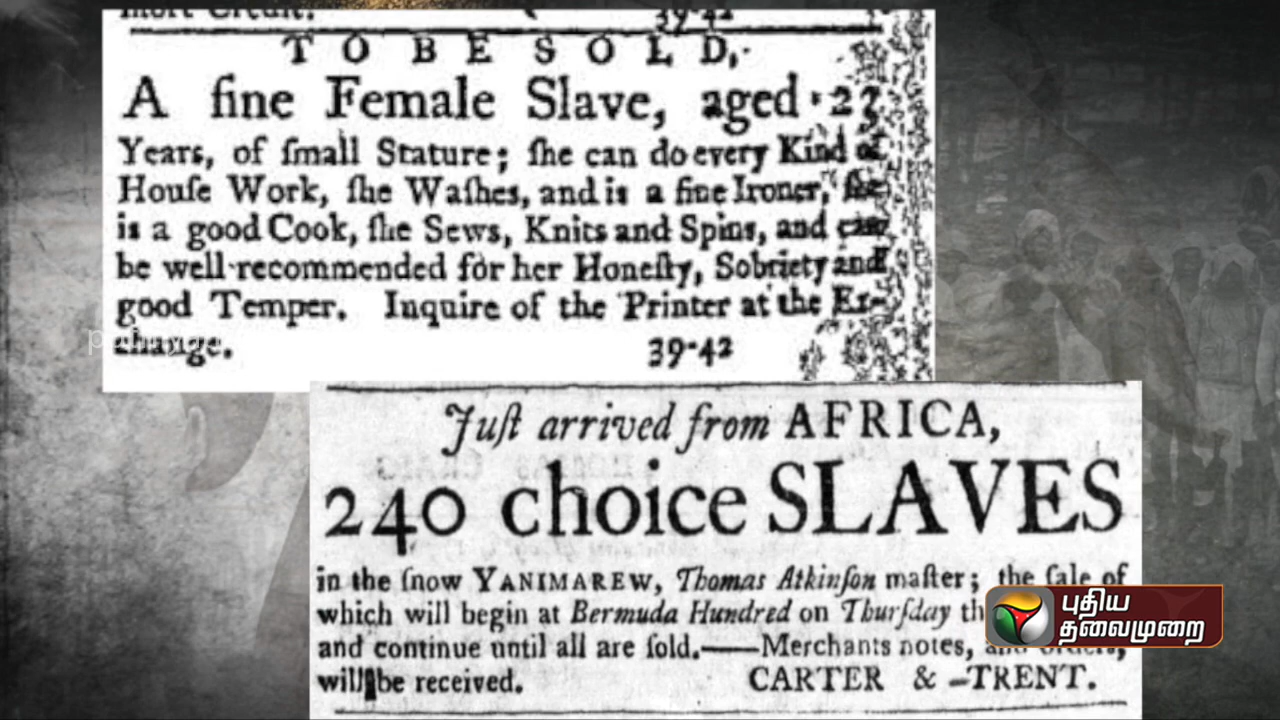 39-42
T O B E S O L D,
A fine Female Slave, aged 27
Years, of ſmall Stature; ſhe can do every Kind of
Houſe Work, ſhe Waſhes, and is a fine Ironer, ſhe
is a good Cook, ſhe Sews, Knits and Spins, and can
be well recommended for her Honeſty, Sobriety and
good Temper. Inquire of the Printer at the Ex-
change. 39-42
Juſt arrived from AFRICA,
240 choice SLAVES
in the ſnow YANIMAREW, Thomas Atkinſon maſter; the ſale of
which will begin at Bermuda Hundred on Thurſday
and continue until all are ſold.——Merchants notes, and orders,
will be received. CARTER & TRENT.
புதிய
தலைமுறை